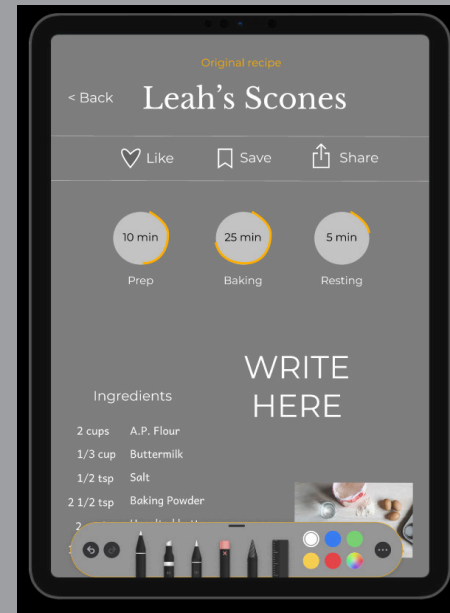 Original recipe
< Back
Leah's Scones
Like
Save
Share
10 min
25 min
5 min
Prep
Baking
Resting
WRITE
HERE
Ingredients
2 cups A.P. Flour
1/3 cup Buttermilk
1/2 tsp Salt
2 1/2 tsp Baking Powder
2